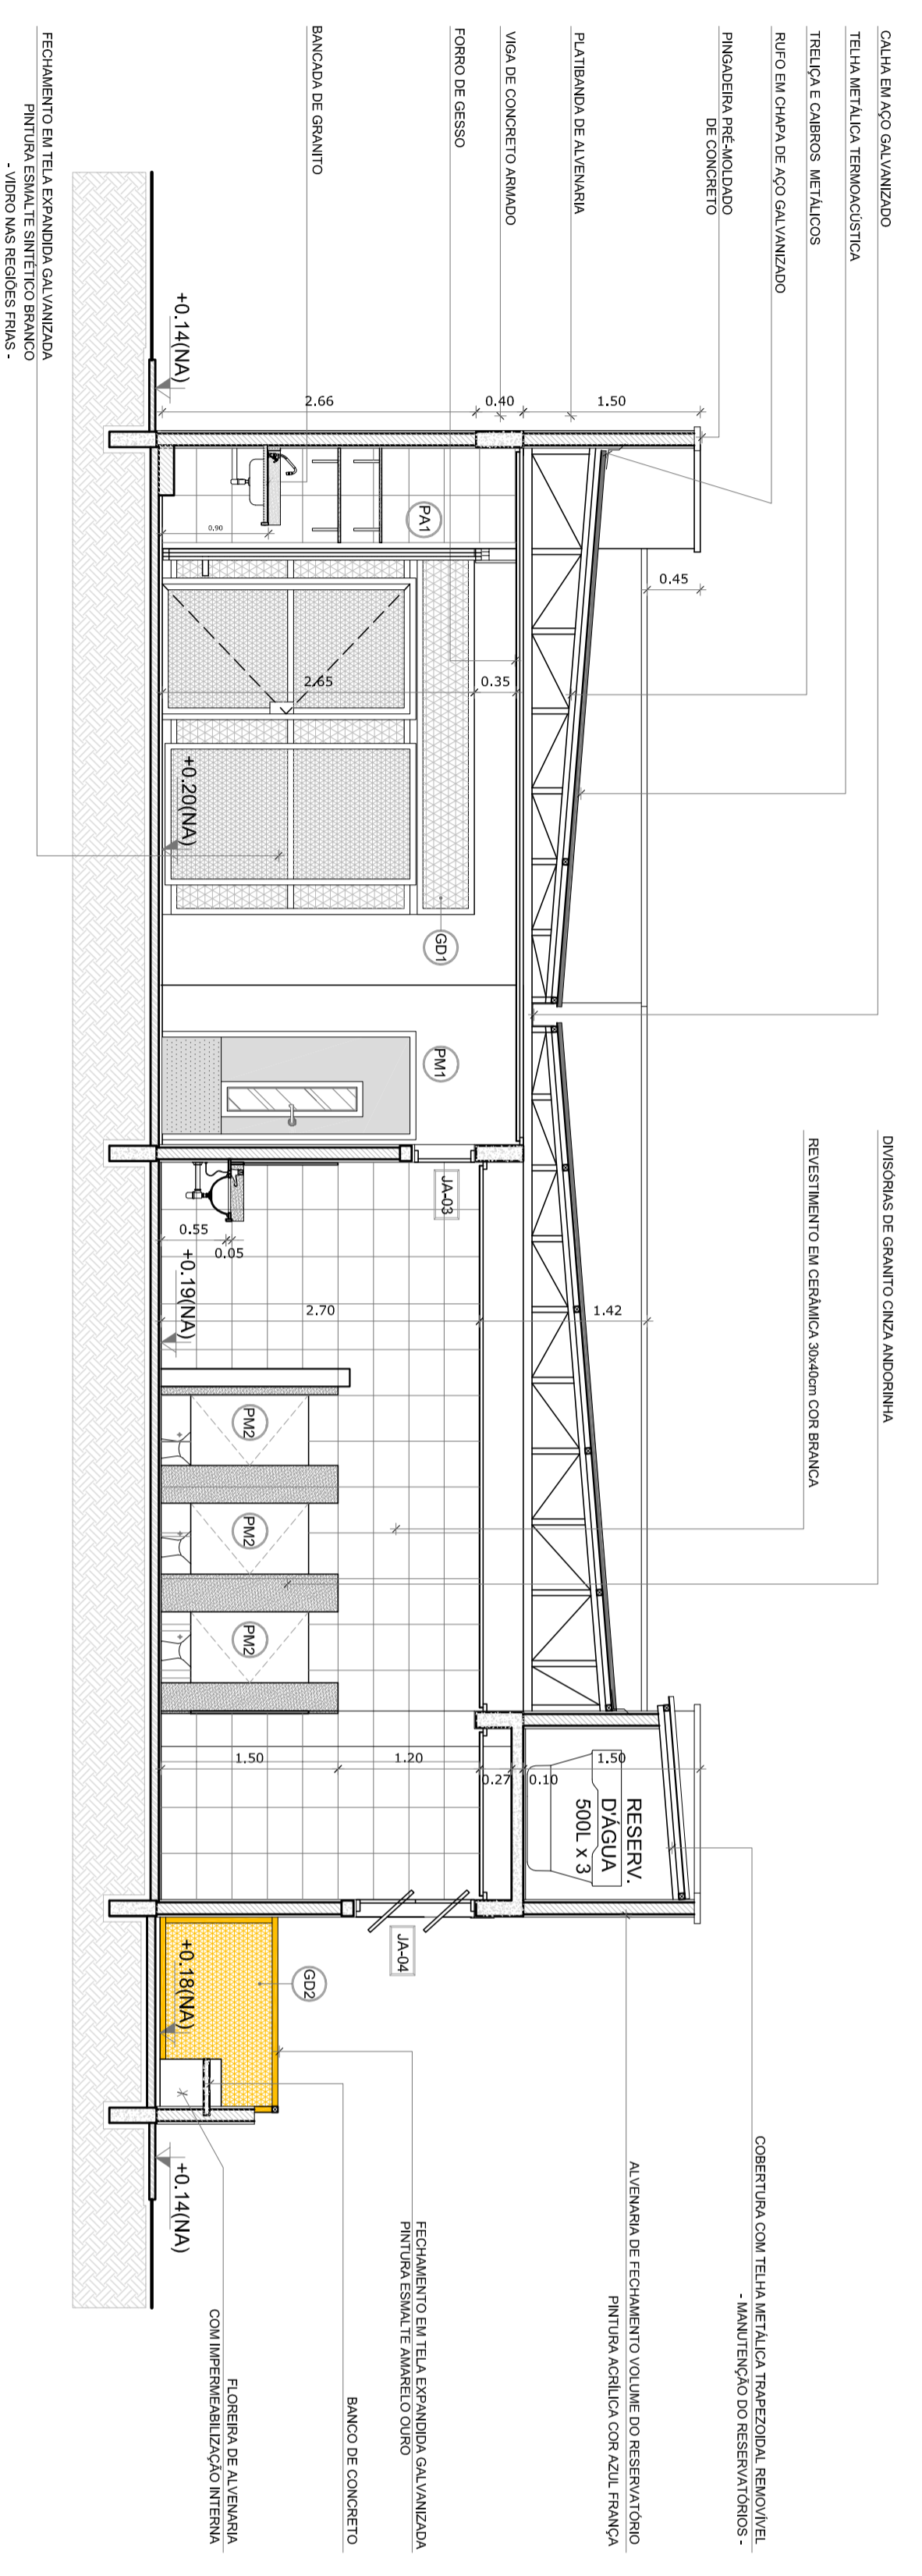 CALHA EM AÇO GALVANIZADO
TELHA METÁLICA TERMOACÚSTICA
TRELIÇA E CAIBROS METÁLICOS
RUFO EM CHAPA DE AÇO GALVANIZADO
PINGADEIRA PRÉ-MOLDADO
DE CONCRETO
PLATIBANDA DE ALVENARIA
VIGA DE CONCRETO ARMADO
FORRO DE GESSO
BANCADA DE GRANITO
FECHAMENTO EM TELA EXPANDIDA GALVANIZADA
PINTURA ESMALTE SINTÉTICO BRANCO
- VIDRO NAS REGIÕES FRIAS -
DIVISÓRIAS DE GRANITO CINZA ANDORINHA
REVESTIMENTO EM CERÂMICA 30x40cm COR BRANCA
COBERTURA COM TELHA METÁLICA TRAPEZOIDAL REMOVÍVEL
- MANUTENÇÃO DO RESERVATÓRIOS -
ALVENARIA DE FECHAMENTO VOLUME DO RESERVATÓRIO
PINTURA ACRÍLICA COR AZUL FRANÇA
FECHAMENTO EM TELA EXPANDIDA GALVANIZADA
PINTURA ESMALTE AMARELO OURO
BANCO DE CONCRETO
FLOREIRA DE ALVENARIA
COM IMPERMEABILIZAÇÃO INTERNA
+0.14(NA)
2.66
0.40
1.50
0.90
PA1
0.45
2.65
0.35
+0.20(NA)
GD1
PM1
JA-03
0.55
0.05
+0.19(NA)
2.70
1.42
PM2
PM2
PM2
1.50
1.20
0.27
0.10
1.50
RESERV.
D'ÁGUA
500L x 3
JA-04
GD2
+0.18(NA)
+0.14(NA)